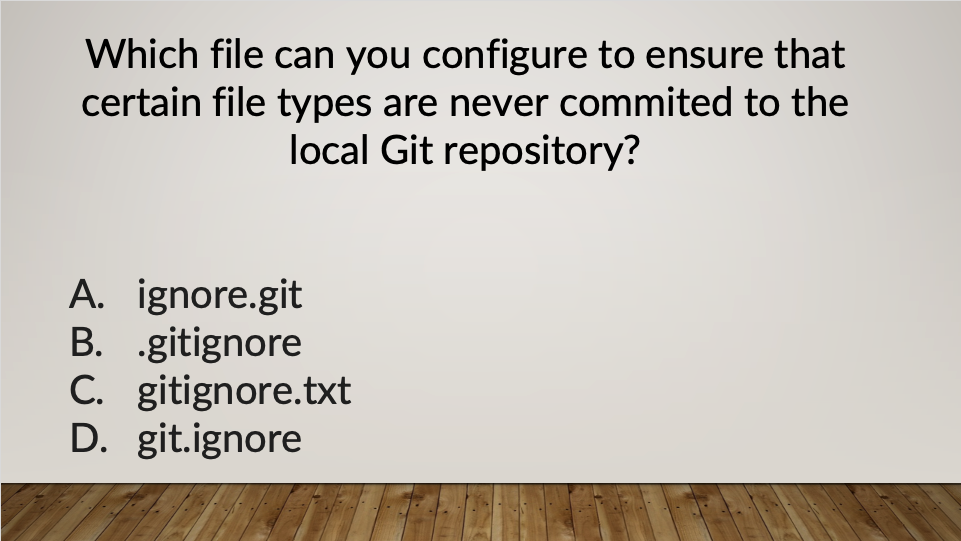 Which file can you configure to ensure that
certain file types are never commited to the
local Git repository?
A. ignore.git
B. .gitignore
C. gitignore.txt
D. git.ignore